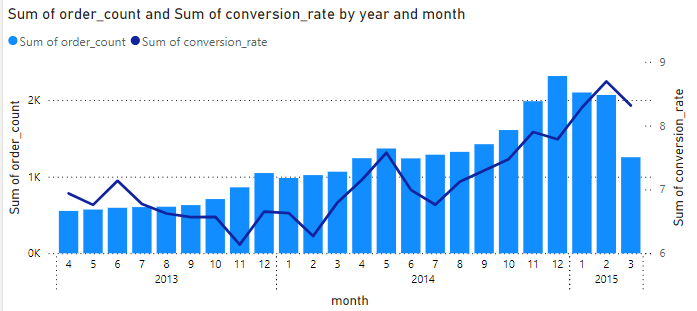 Sum of order_count and Sum of conversion_rate by year and month
Sum of order_count Sum of conversion_rate
9
2K
8
1K
7
0K
6
Sum of order_count
Sum of conversion_rate
4 5 6 7 8 9 10 11 12 1 2 3 4 5 6 7 8 9 10 11 12 1 2 3
2013 2014 2015
month